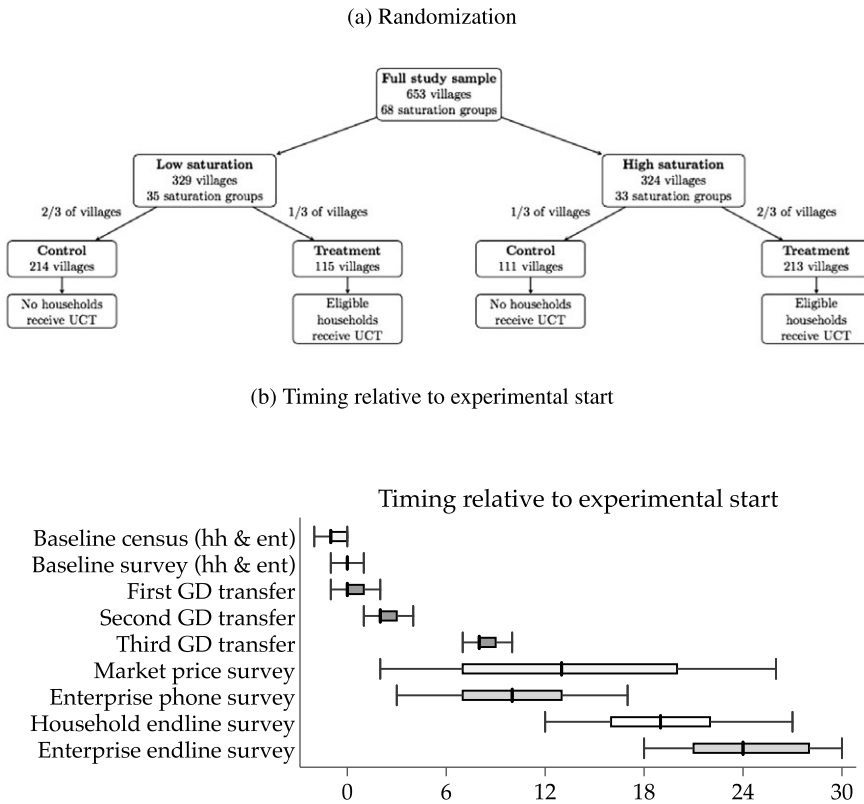 (a) Randomization
Full study sample
653 villages
68 saturation groups
Low saturation
329 villages
35 saturation groups
High saturation
324 villages
33 saturation groups
2/3 of villages
1/3 of villages
1/3 of villages
2/3 of villages
Control
214 villages
Treatment
115 villages
Control
111 villages
Treatment
213 villages
No households
receive UCT
Eligible
households
receive UCT
No households
receive UCT
Eligible
households
receive UCT
(b) Timing relative to experimental start
Timing relative to experimental start
Baseline census (hh & ent)
Baseline survey (hh & ent)
First GD transfer
Second GD transfer
Third GD transfer
Market price survey
Enterprise phone survey
Household endline survey
Enterprise endline survey
0 6 12 18 24 30